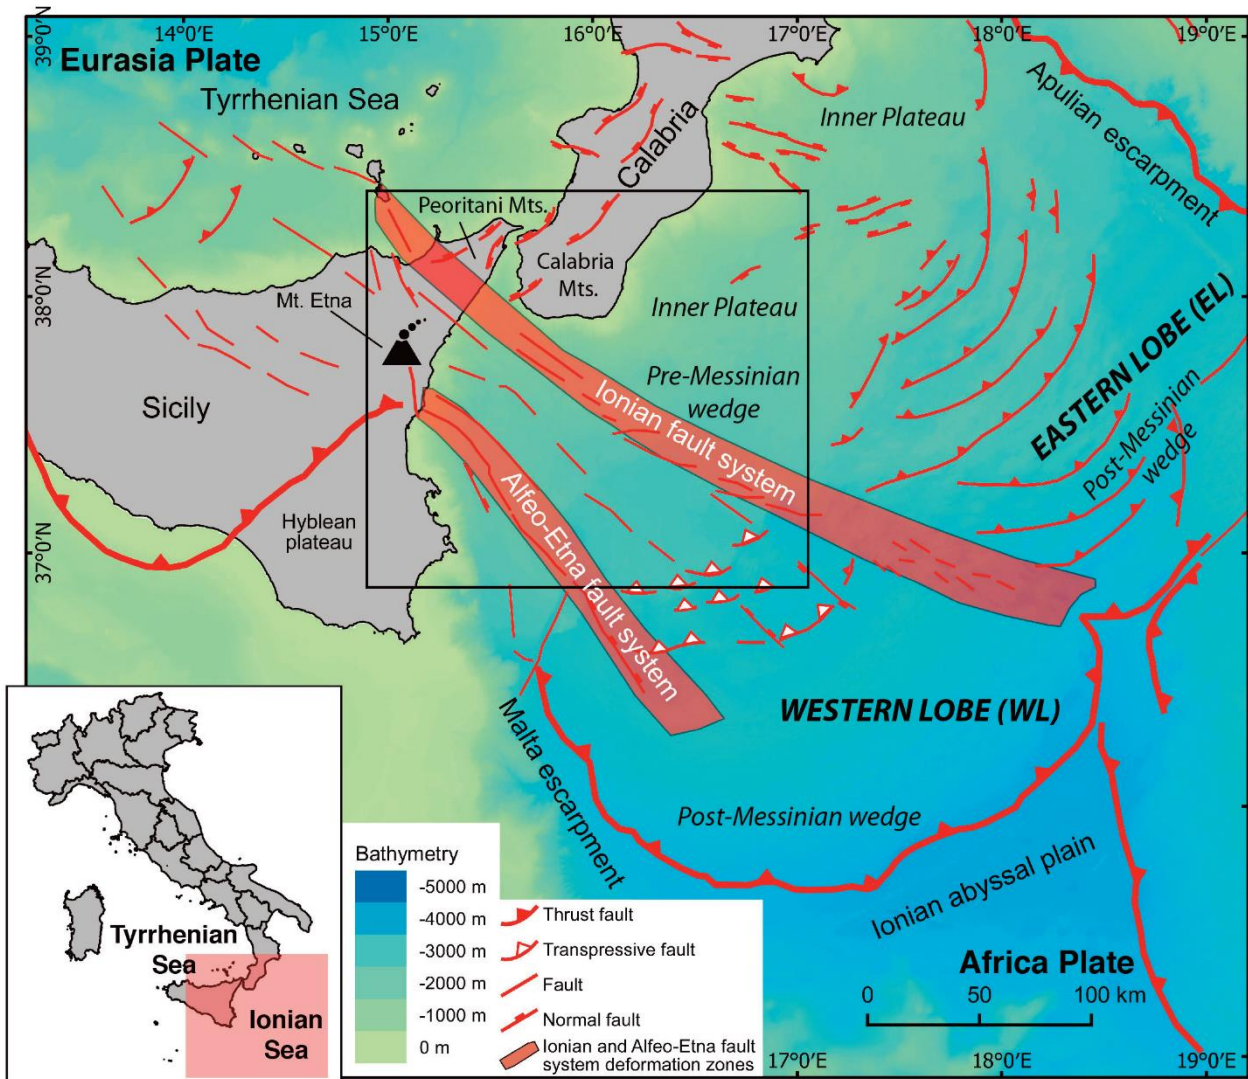 14°0'E
15°0'E
16°0'E
17°0'E
18°0'E
19°0'E
39°0'N
38°0'N
37°0'N
Eurasia Plate
Tyrrhenian Sea
Calabria
Inner Plateau
Apulian escarpment
Peoritani Mts.
Calabria
Mts.
Mt. Etna
Inner Plateau
Sicily
Pre-Messinian
wedge
Ionian fault system
EASTERN LOBE (EL)
Post-Messinian
wedge
Hyblean
plateau
Alfeo-Etna fault system
Malta escarpment
WESTERN LOBE (WL)
Post-Messinian wedge
Ionian abyssal plain
Africa Plate
0
50
100 km
17°0'E
18°0'E
19°0'E
Tyrrhenian
Sea
Ionian
Sea
Bathymetry
-5000 m
-4000 m
-3000 m
-2000 m
-1000 m
0 m
Thrust fault
Transpressive fault
Fault
Normal fault
Ionian and Alfeo-Etna fault
system deformation zones